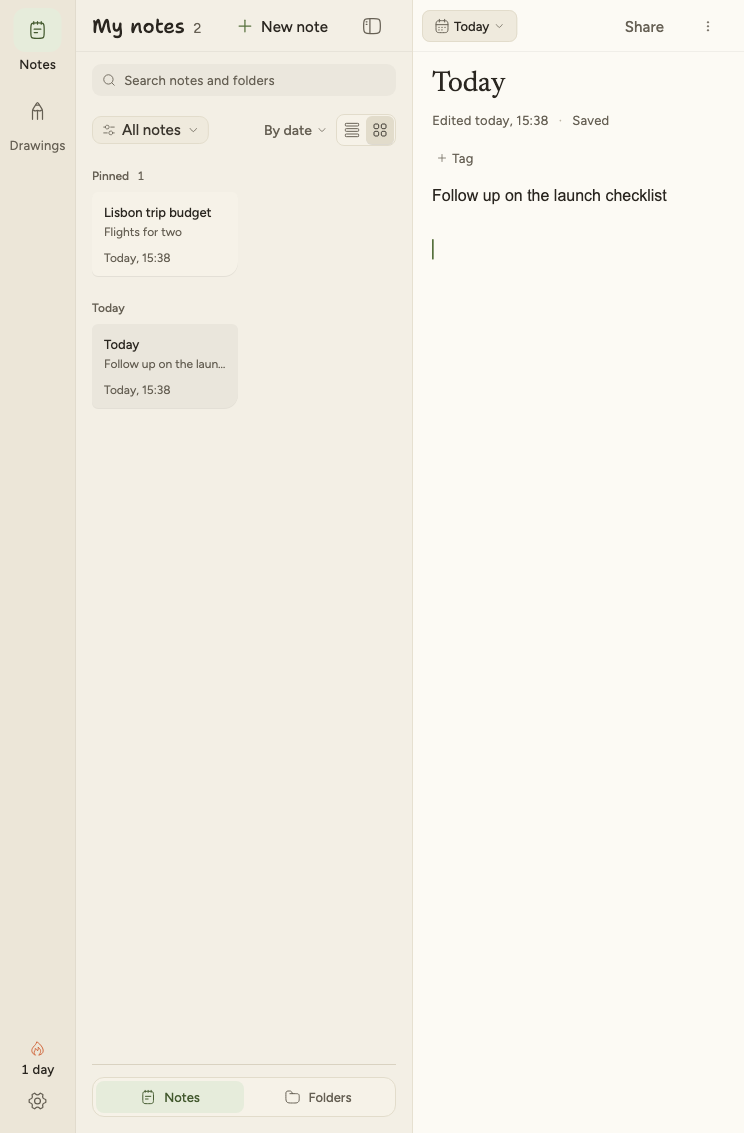 Notes
Drawings
1 day
My notes 2
New note
Search notes and folders
All notes
By date
Pinned 1
Lisbon trip budget
Flights for two
Today, 15:38
Today
Today
Follow up on the laun...
Today, 15:38
Notes
Folders
Today
Share
Today
Edited today, 15:38 · Saved
+ Tag
Follow up on the launch checklist